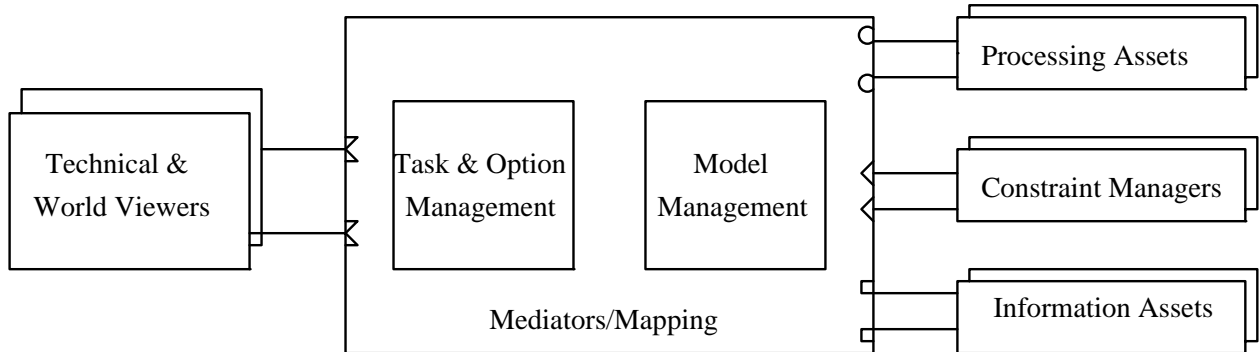 Technical &
World Viewers
Task & Option
Management
Model
Management
Mediators/Mapping
Processing Assets
Constraint Managers
Information Assets